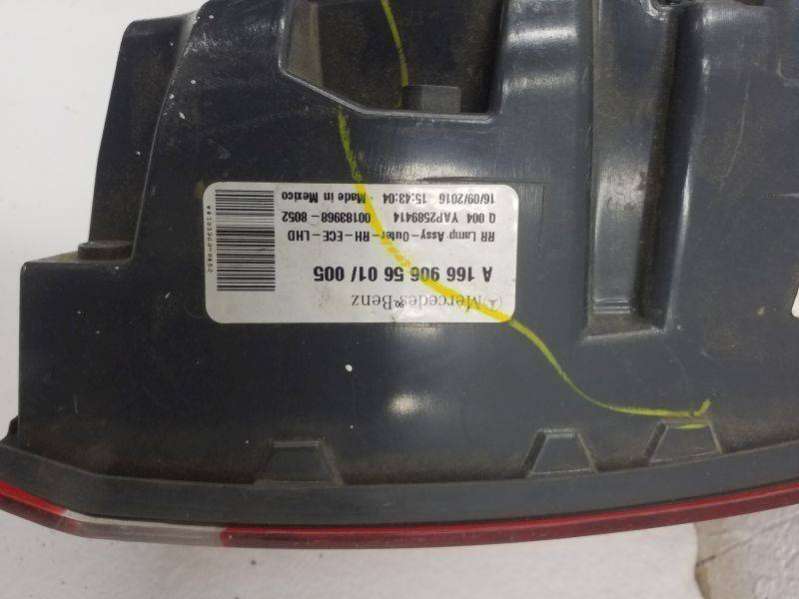 Mercedes-Benz
A 166 906 56 01/ 005
RR Lamp Assy-Outer-RH-ECE-LHD
Q 004 YAP2589414 00183968 - 8052
16/09/2016 - 15:43:04 - Made in Mexico